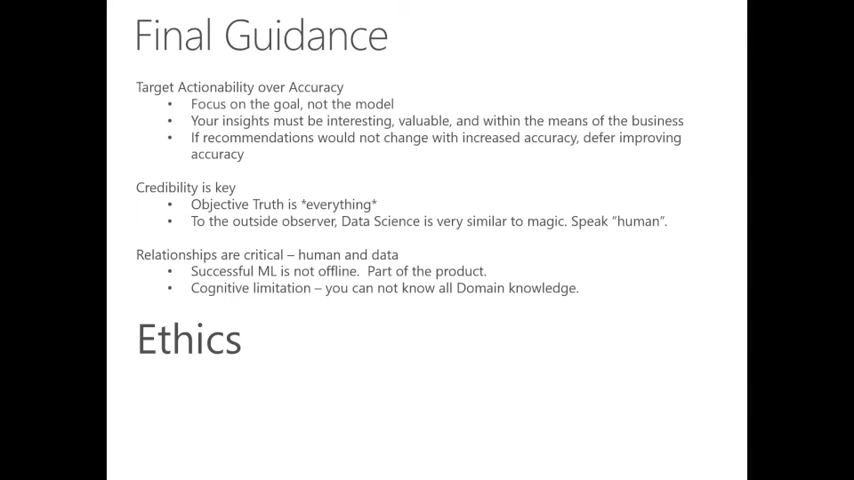 Final Guidance
Target Actionability over Accuracy
• Focus on the goal, not the model
• Your insights must be interesting, valuable, and within the means of the business
• If recommendations would not change with increased accuracy, defer improving
accuracy
Credibility is key
• Objective Truth is *everything*
• To the outside observer, Data Science is very similar to magic. Speak “human”.
Relationships are critical – human and data
• Successful ML is not offline.  Part of the product.
• Cognitive limitation – you can not know all Domain knowledge.
Ethics